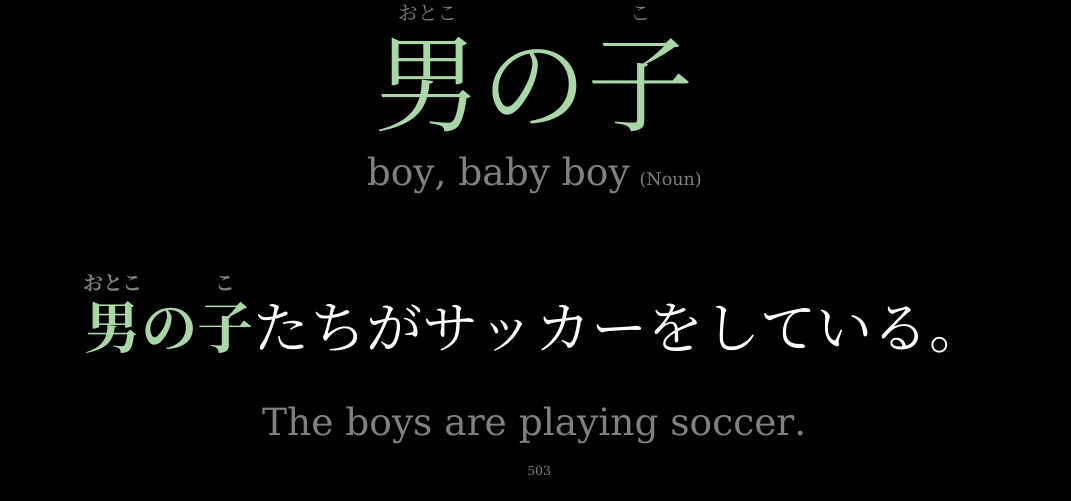 おとこ こ
男の子
boy, baby boy (Noun)
おとこ こ
男の子たちがサッカーをしている。
The boys are playing soccer.
503